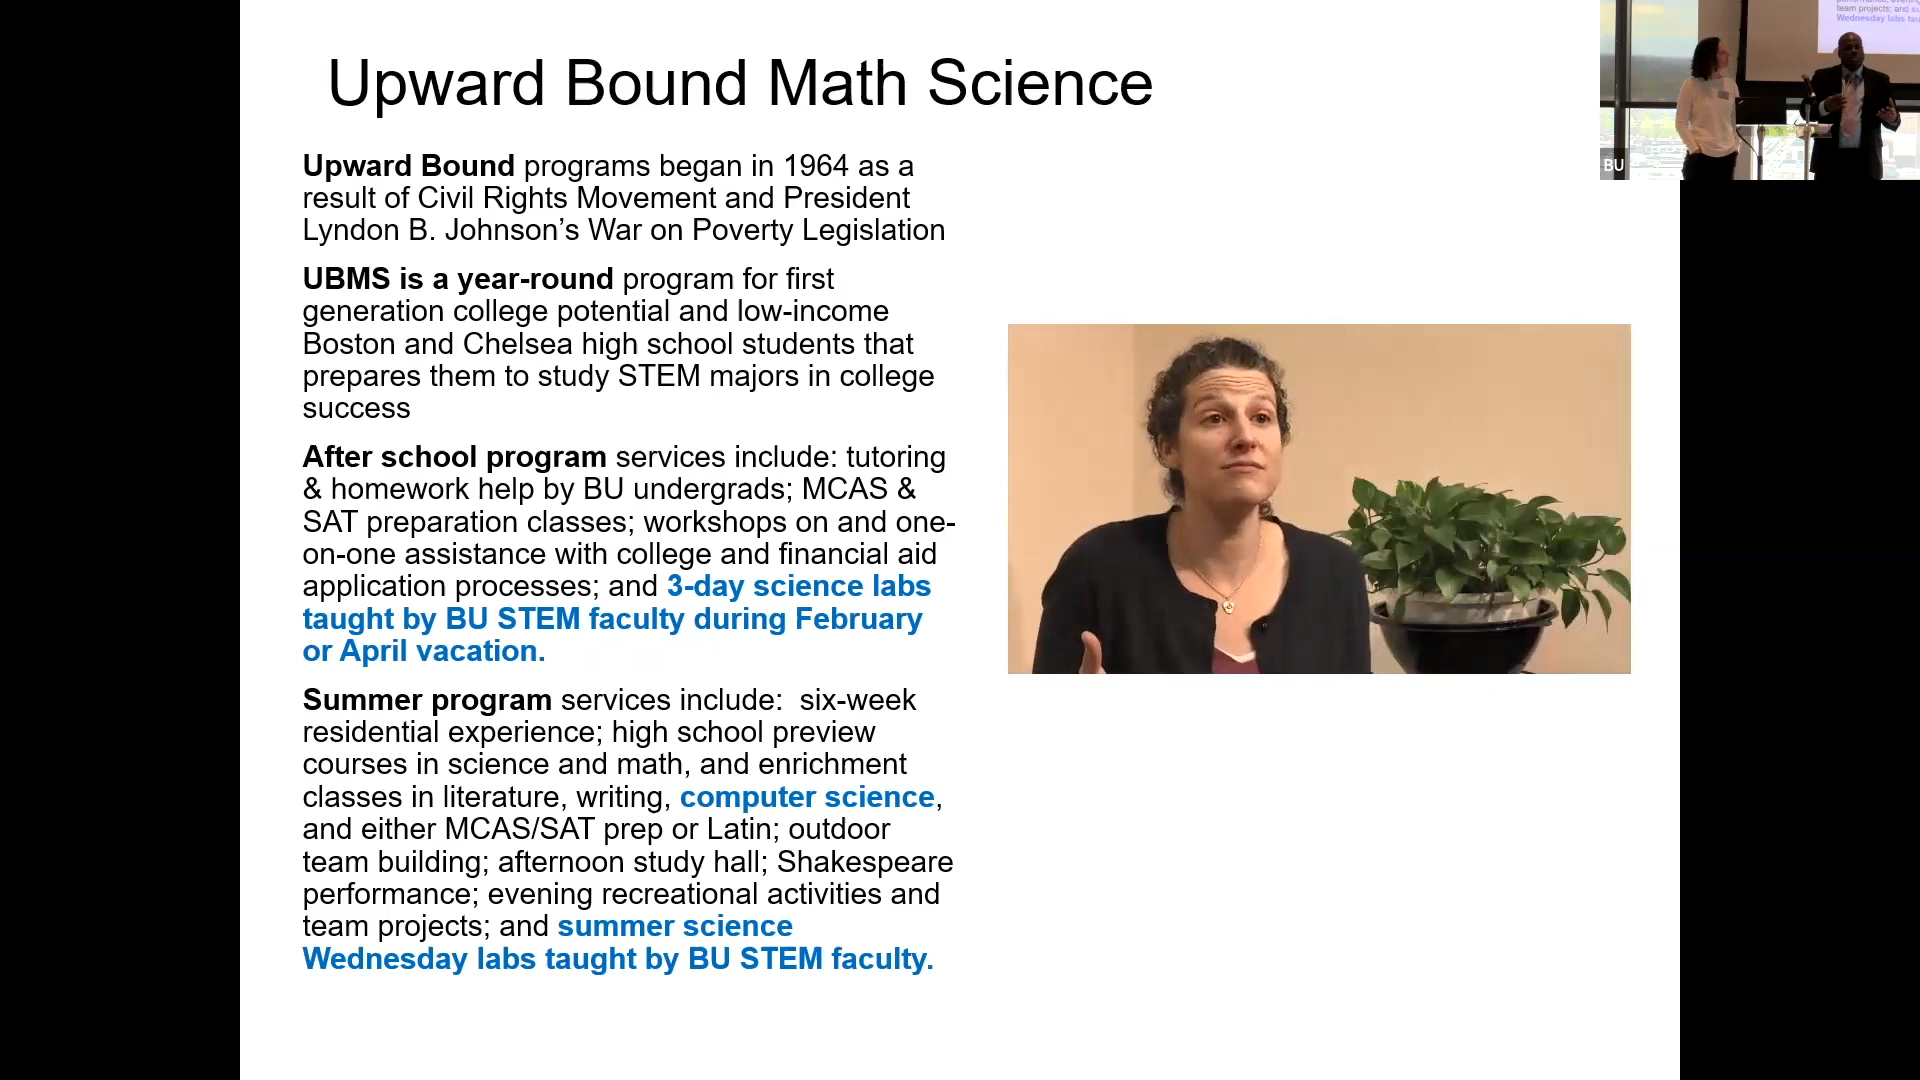 Upward Bound Math Science
Upward Bound programs began in 1964 as a
result of Civil Rights Movement and President
Lyndon B. Johnson’s War on Poverty Legislation
UBMS is a year-round program for first
generation college potential and low-income
Boston and Chelsea high school students that
prepares them to study STEM majors in college
success
After school program services include: tutoring
& homework help by BU undergrads; MCAS &
SAT preparation classes; workshops on and one-
on-one assistance with college and financial aid
application processes; and 3-day science labs
taught by BU STEM faculty during February
or April vacation.
Summer program services include:  six-week
residential experience; high school preview
courses in science and math, and enrichment
classes in literature, writing, computer science,
and either MCAS/SAT prep or Latin; outdoor
team building; afternoon study hall; Shakespeare
performance; evening recreational activities and
team projects; and summer science
Wednesday labs taught by BU STEM faculty.
team projects; and su
Wednesday labs tau
BU